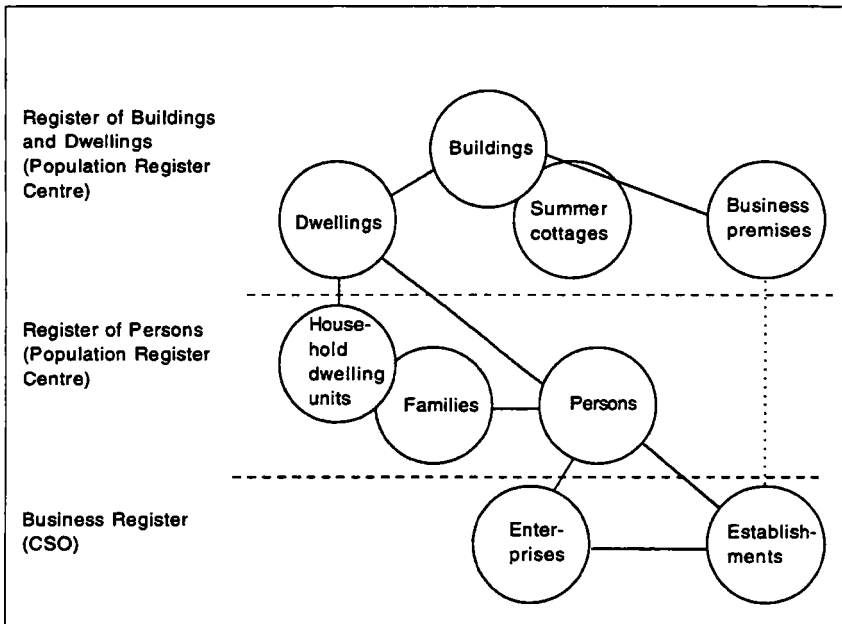 Register of Buildings
and Dwellings
(Population Register
Centre)
Buildings
Dwellings
Summer
cottages
Business
premises
Register of Persons
(Population Register
Centre)
House-
hold
dwelling
units
Families
Persons
Business Register
(CSO)
Enter-
prises
Establish-
ments